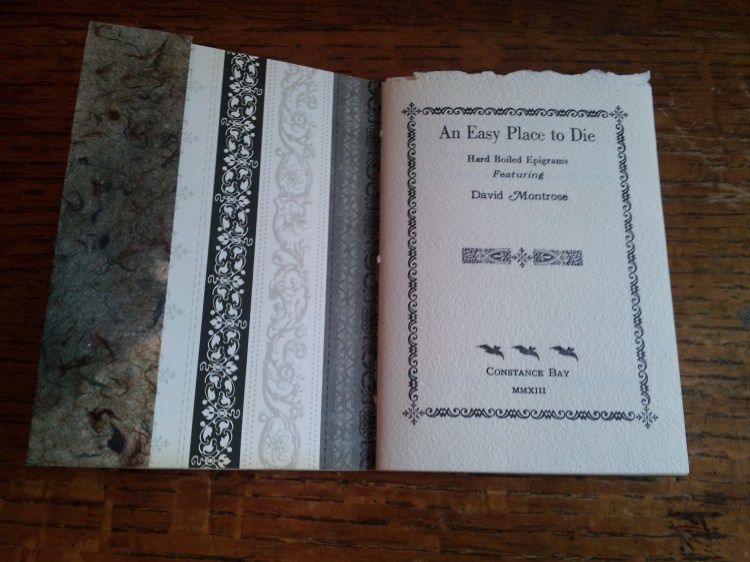 An Easy Place to Die
Hard Boiled Epigrams
Featuring
David Montrose
Constance Bay
MMXIII